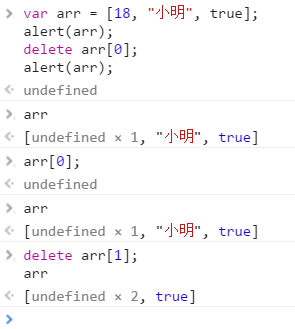 var arr = [18, "小明", true];
alert(arr);
delete arr[0];
alert(arr);
undefined
arr
[undefined × 1, "小明", true]
arr[0];
undefined
arr
[undefined × 1, "小明", true]
delete arr[1];
arr
[undefined × 2, true]